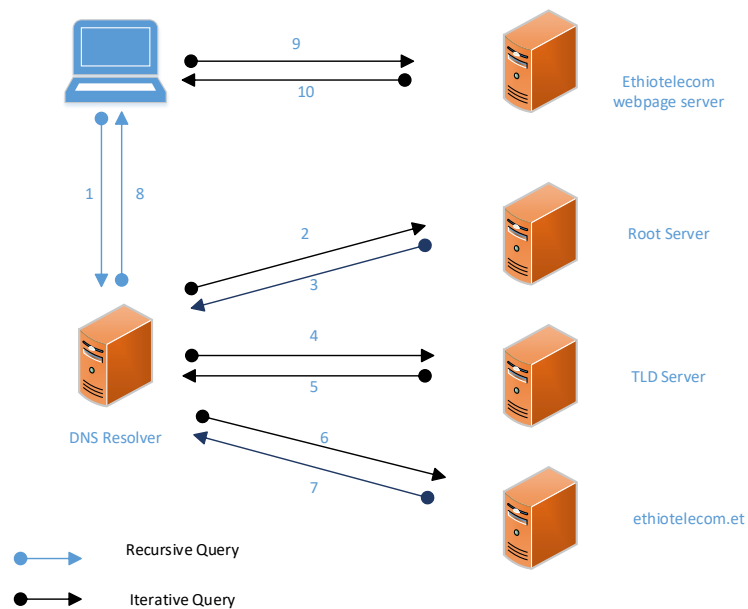 9
10
Ethiotelecom
webpage server
1
8
2
3
Root Server
4
5
TLD Server
DNS Resolver
6
7
ethiotelecom.et
Recursive Query
Iterative Query